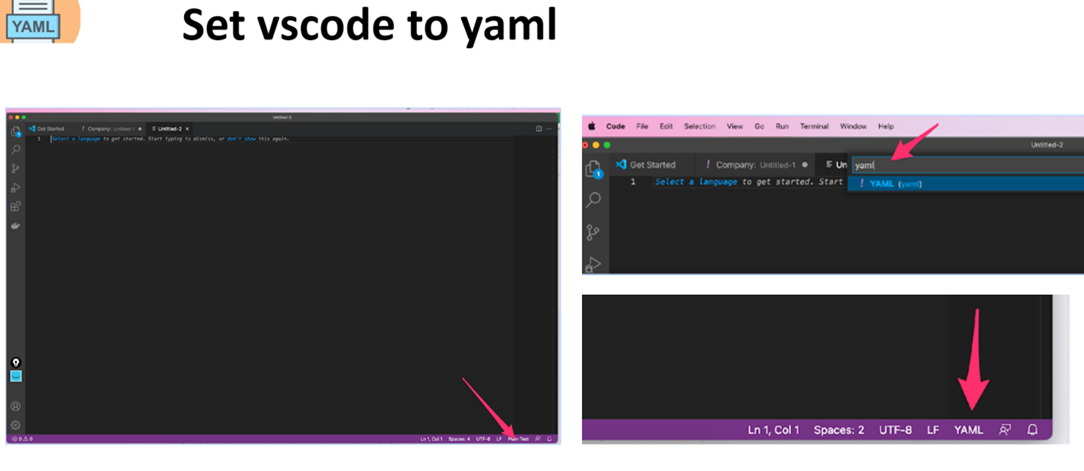 YAML
Set vscode to yaml
Untitled-2
Get Started ! Company: Untitled-1 Untitled-2
1 Select a language to get started. Start typing to dismiss, or don't show this again.
0 0
Ln 1, Col 1 Spaces: 4 UTF-8 LF Plain Text
Code File Edit Selection View Go Run Terminal Window Help
Untitled-2
Get Started ! Company: Untitled-1 Un
yaml
1
1 Select a language to get started. Start
! YAML (yaml)
Ln 1, Col 1 Spaces: 2 UTF-8 LF YAML